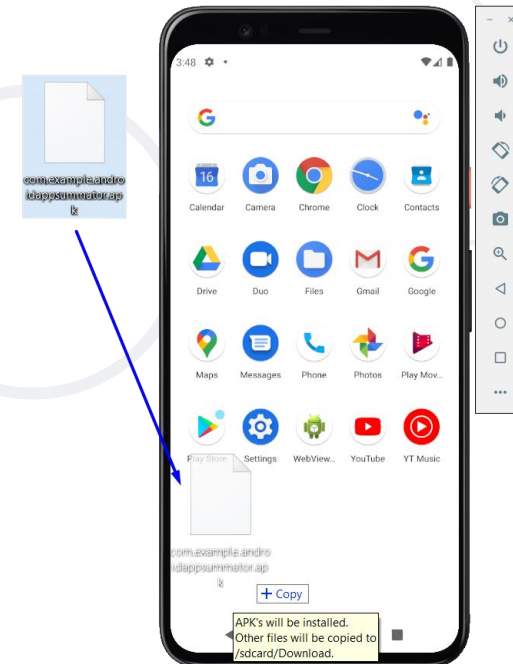 com.example.andro
idappsummator.ap
k
3:48
16
Calendar
Camera
Chrome
Clock
Contacts
Drive
Duo
Files
Gmail
Google
Maps
Messages
Phone
Photos
Play Mov...
Play Store
Settings
WebView...
YouTube
YT Music
com.example.andro
idappsummator.ap
k
+ Copy
APK's will be installed.
Other files will be copied to
/sdcard/Download.